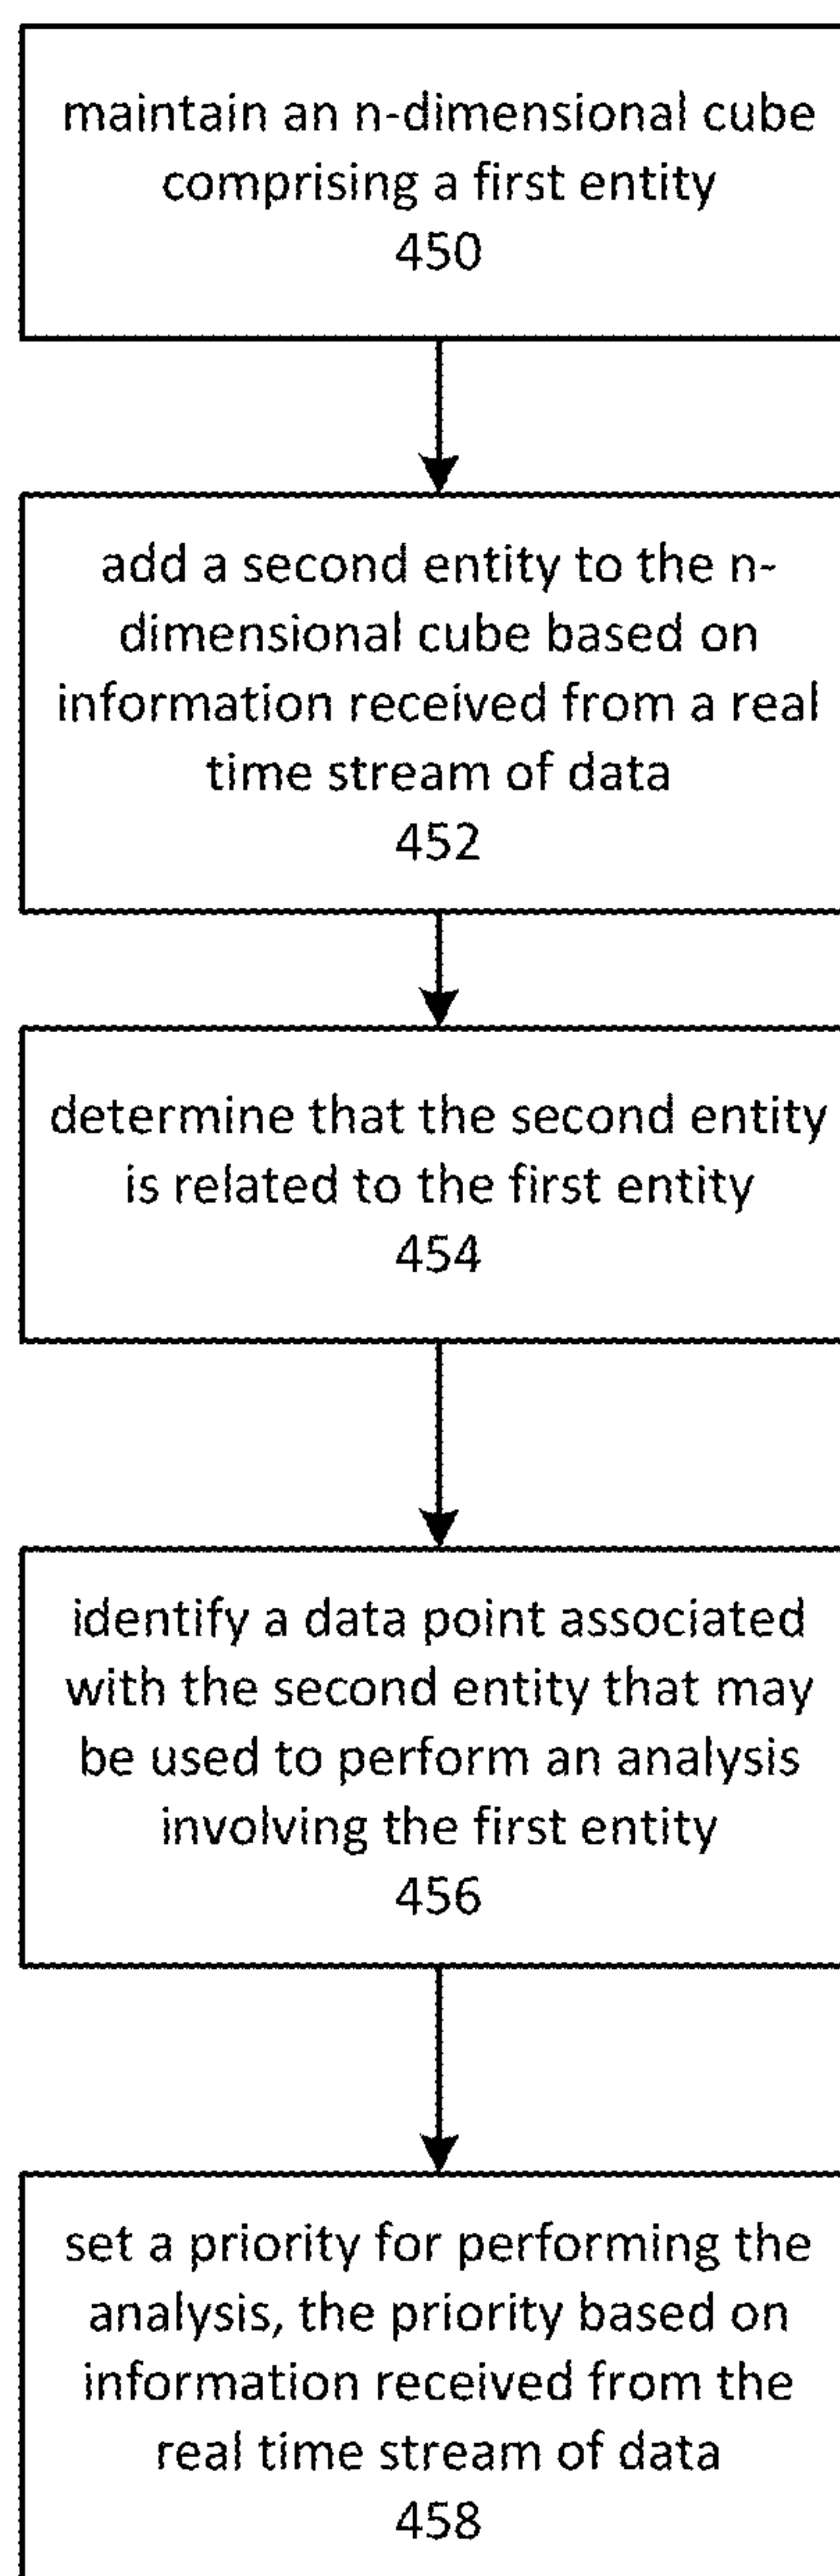 maintain an n-dimensional cube
comprising a first entity
450
add a second entity to the n-
dimensional cube based on
information received from a real
time stream of data
452
determine that the second entity
is related to the first entity
454
identify a data point associated
with the second entity that may
be used to perform an analysis
involving the first entity
456
set a priority for performing the
analysis, the priority based on
information received from the
real time stream of data
458